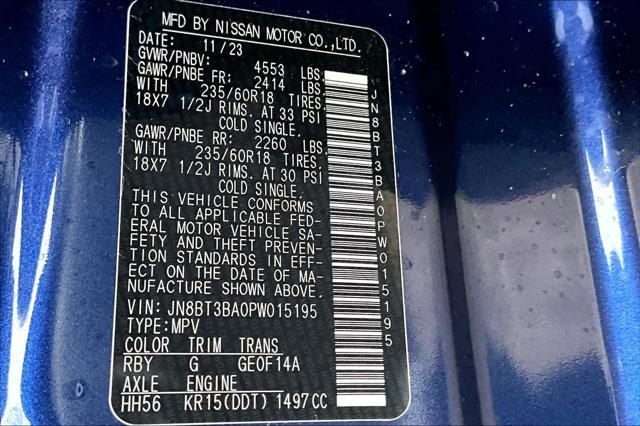 MFD BY NISSAN MOTOR CO.,LTD.
DATE: 11/23
GVWR/PNBV: 4553 LBS.
GAWR/PNBE FR: 2414 LBS.
WITH 235/60R18 TIRES.
18X7 1/2J RIMS. AT 33 PSI
COLD SINGLE.
GAWR/PNBE RR: 2260 LBS.
WITH 235/60R18 TIRES.
18X7 1/2J RIMS. AT 30 PSI
COLD SINGLE.
THIS VEHICLE CONFORMS
TO ALL APPLICABLE FED-
ERAL MOTOR VEHICLE SA-
FETY AND THEFT PREVEN-
TION STANDARDS IN EFF-
ECT ON THE DATE OF MA-
NUFACTURE SHOWN ABOVE.
VIN: JN8BT3BA0PW015195
TYPE:MPV
COLOR TRIM TRANS
RBY G GE0F14A
AXLE ENGINE
HH56 KR15(DDT) 1497CC
JN8BT3BA0PW015195